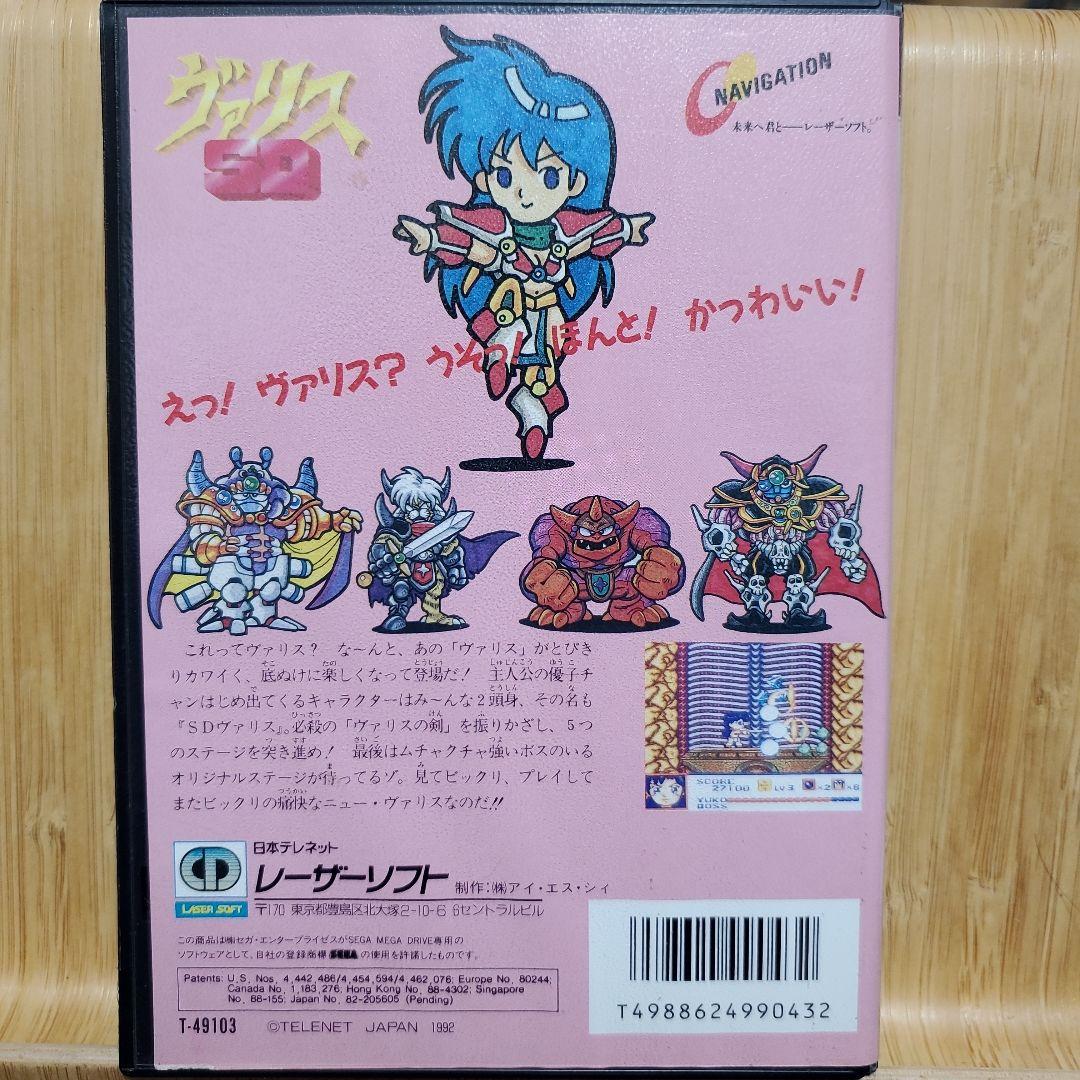 ヴァリス
SD
NAVIGATION
未来へ君と――レーザーソフト。
えっ! ヴァリス? うそっ! ほんと! かっわいい!
これってヴァリス? な〜んと、あの「ヴァリス」がとびき
りカワイく、底ぬけに楽しくなって登場だ! 主人公の優子チ
ャンはじめ出てくるキャラクターはみ〜んな2頭身、その名も
『SDヴァリス』。必殺の「ヴァリスの剣」を振りかざし、5つ
のステージを突き進め! 最後はムチャクチャ強いボスのいる
オリジナルステージが待ってるゾ。見てビックリ、プレイして
またビックリの痛快なニュー・ヴァリスなのだ!!
SCORE
27100 LV3 ×2 ×6
YUKO
BOSS
日本テレネット
レーザーソフト 制作:㈱アイ・エス・シィ
LASER SOFT
〒170 東京都豊島区北大塚2-10-6 6セントラルビル
この商品は㈱セガ・エンタープライゼスがSEGA MEGA DRIVE専用の
ソフトウェアとして、自社の登録商標 SEGA の使用を許諾したものです。
Patents: U.S. Nos. 4,442,486/4,454,594/4,462,076; Europe No. 80244;
Canada No. 1,183,276; Hong Kong No. 88-4302; Singapore
No. 88-155; Japan No. 82-205605 (Pending)
T-49103 ©TELENET JAPAN 1992
T4988624990432